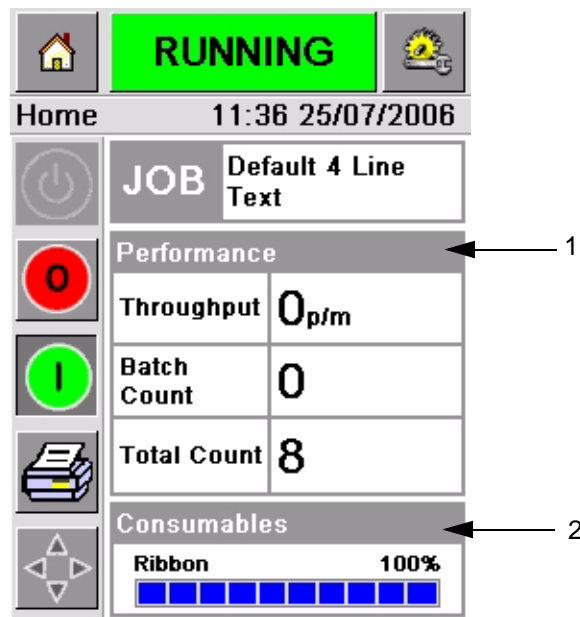 RUNNING
Home 11:36 25/07/2006
JOB
Default 4 Line
Text
Performance
1
0
Throughput
0p/m
I
Batch
Count
0
Total Count
8
Consumables
2
Ribbon 100%